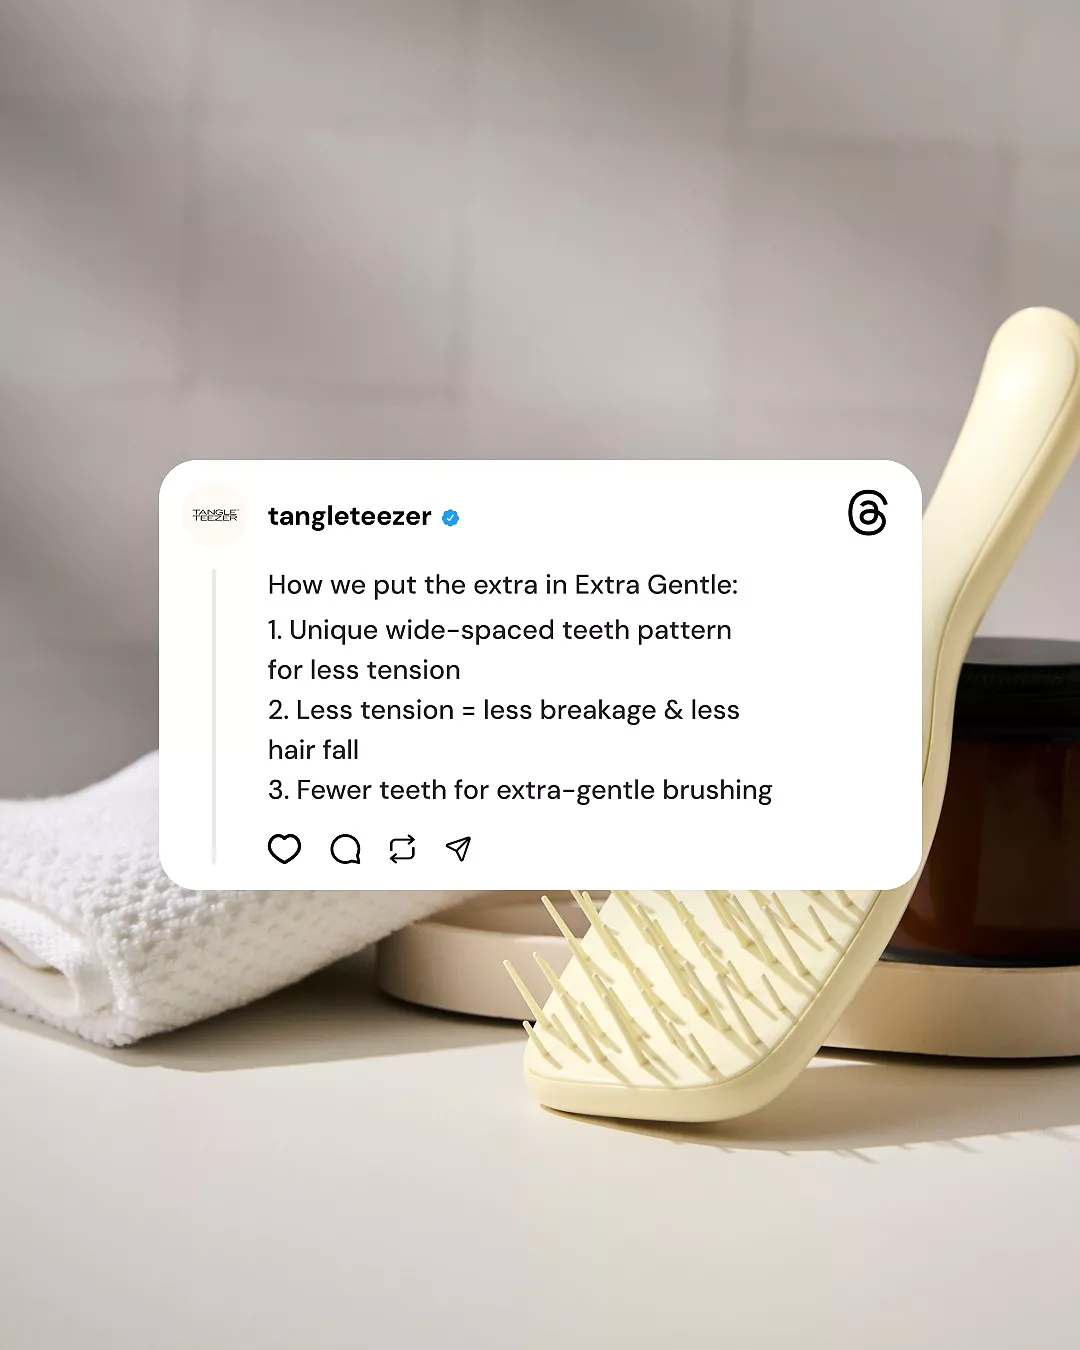 TANGLE
TEEZER
tangleteezer
How we put the extra in Extra Gentle:
1. Unique wide-spaced teeth pattern
for less tension
2. Less tension = less breakage & less
hair fall
3. Fewer teeth for extra-gentle brushing